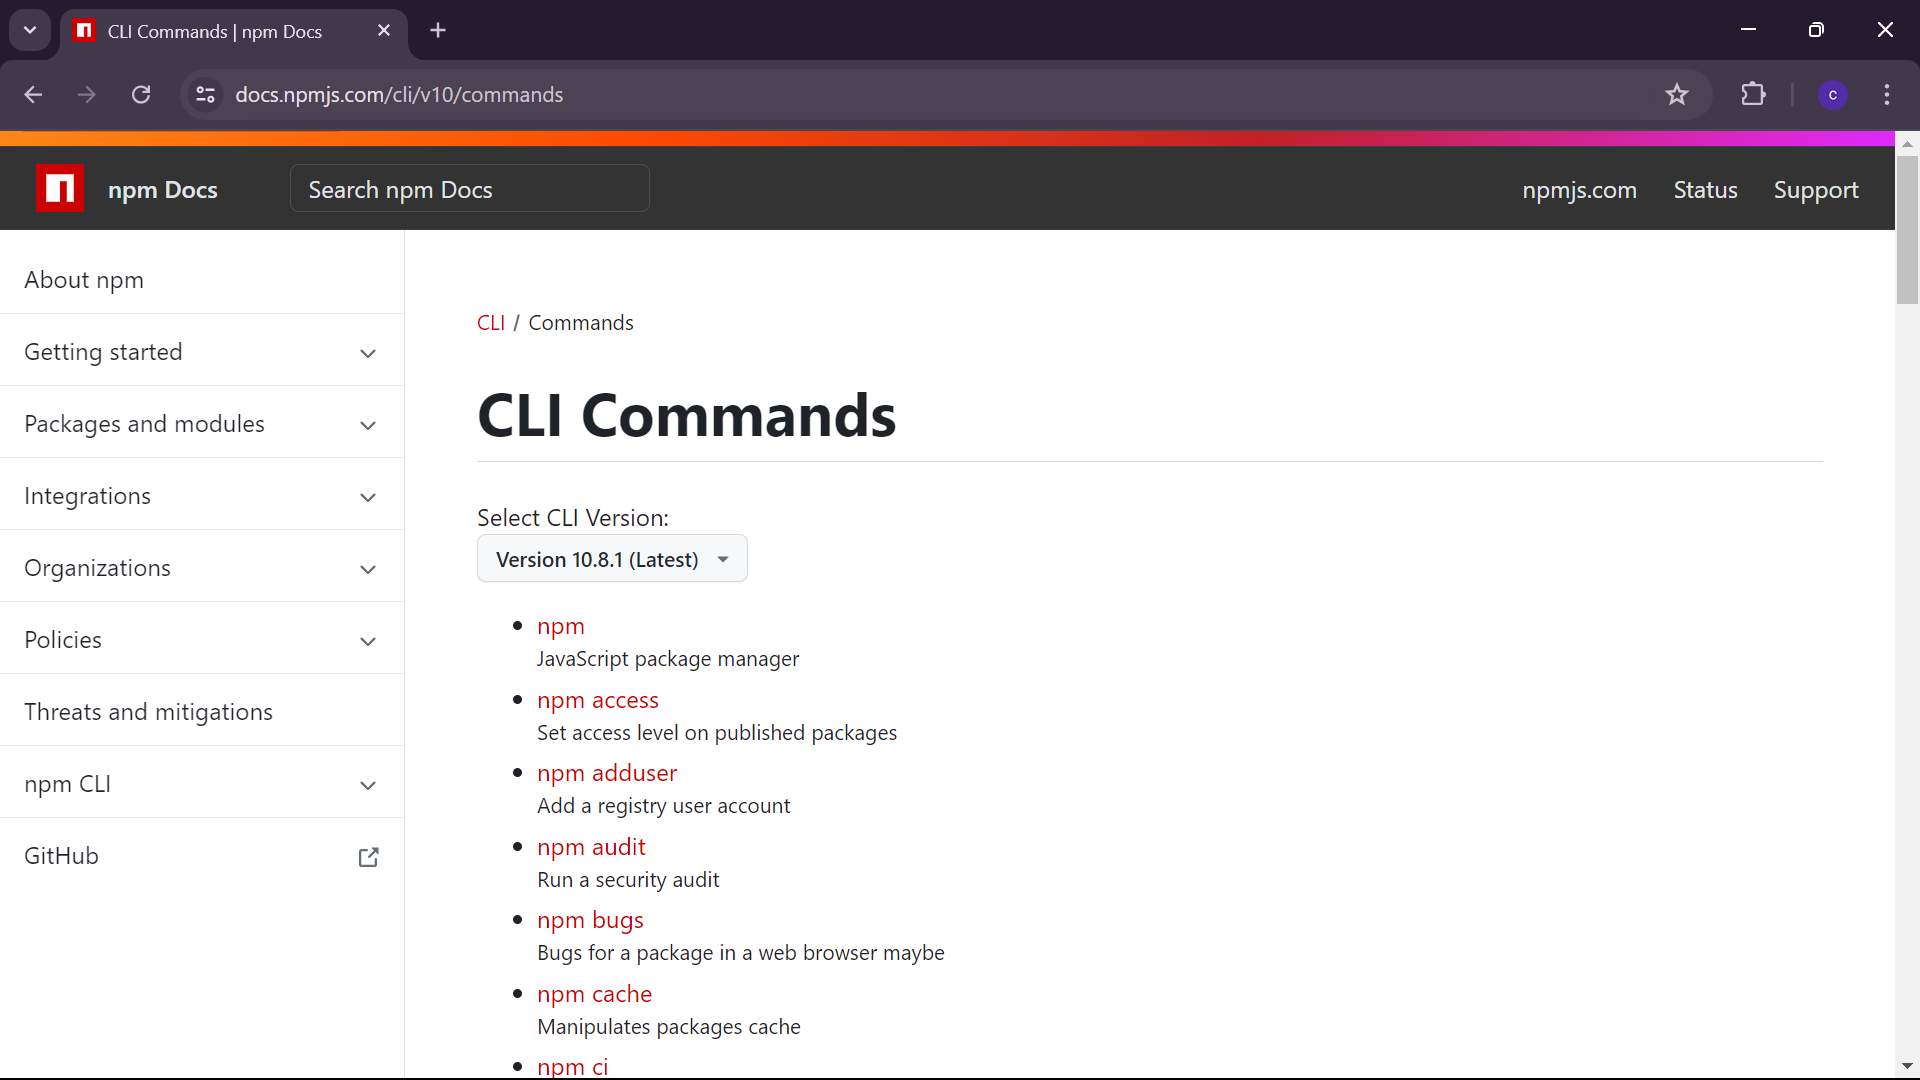 CLI Commands | npm Docs
docs.npmjs.com/cli/v10/commands
c
npm Docs
Search npm Docs
npmjs.com
Status
Support
About npm
Getting started
Packages and modules
Integrations
Organizations
Policies
Threats and mitigations
npm CLI
GitHub
CLI / Commands
CLI Commands
Select CLI Version:
Version 10.8.1 (Latest)
npm
JavaScript package manager
npm access
Set access level on published packages
npm adduser
Add a registry user account
npm audit
Run a security audit
npm bugs
Bugs for a package in a web browser maybe
npm cache
Manipulates packages cache
npm ci